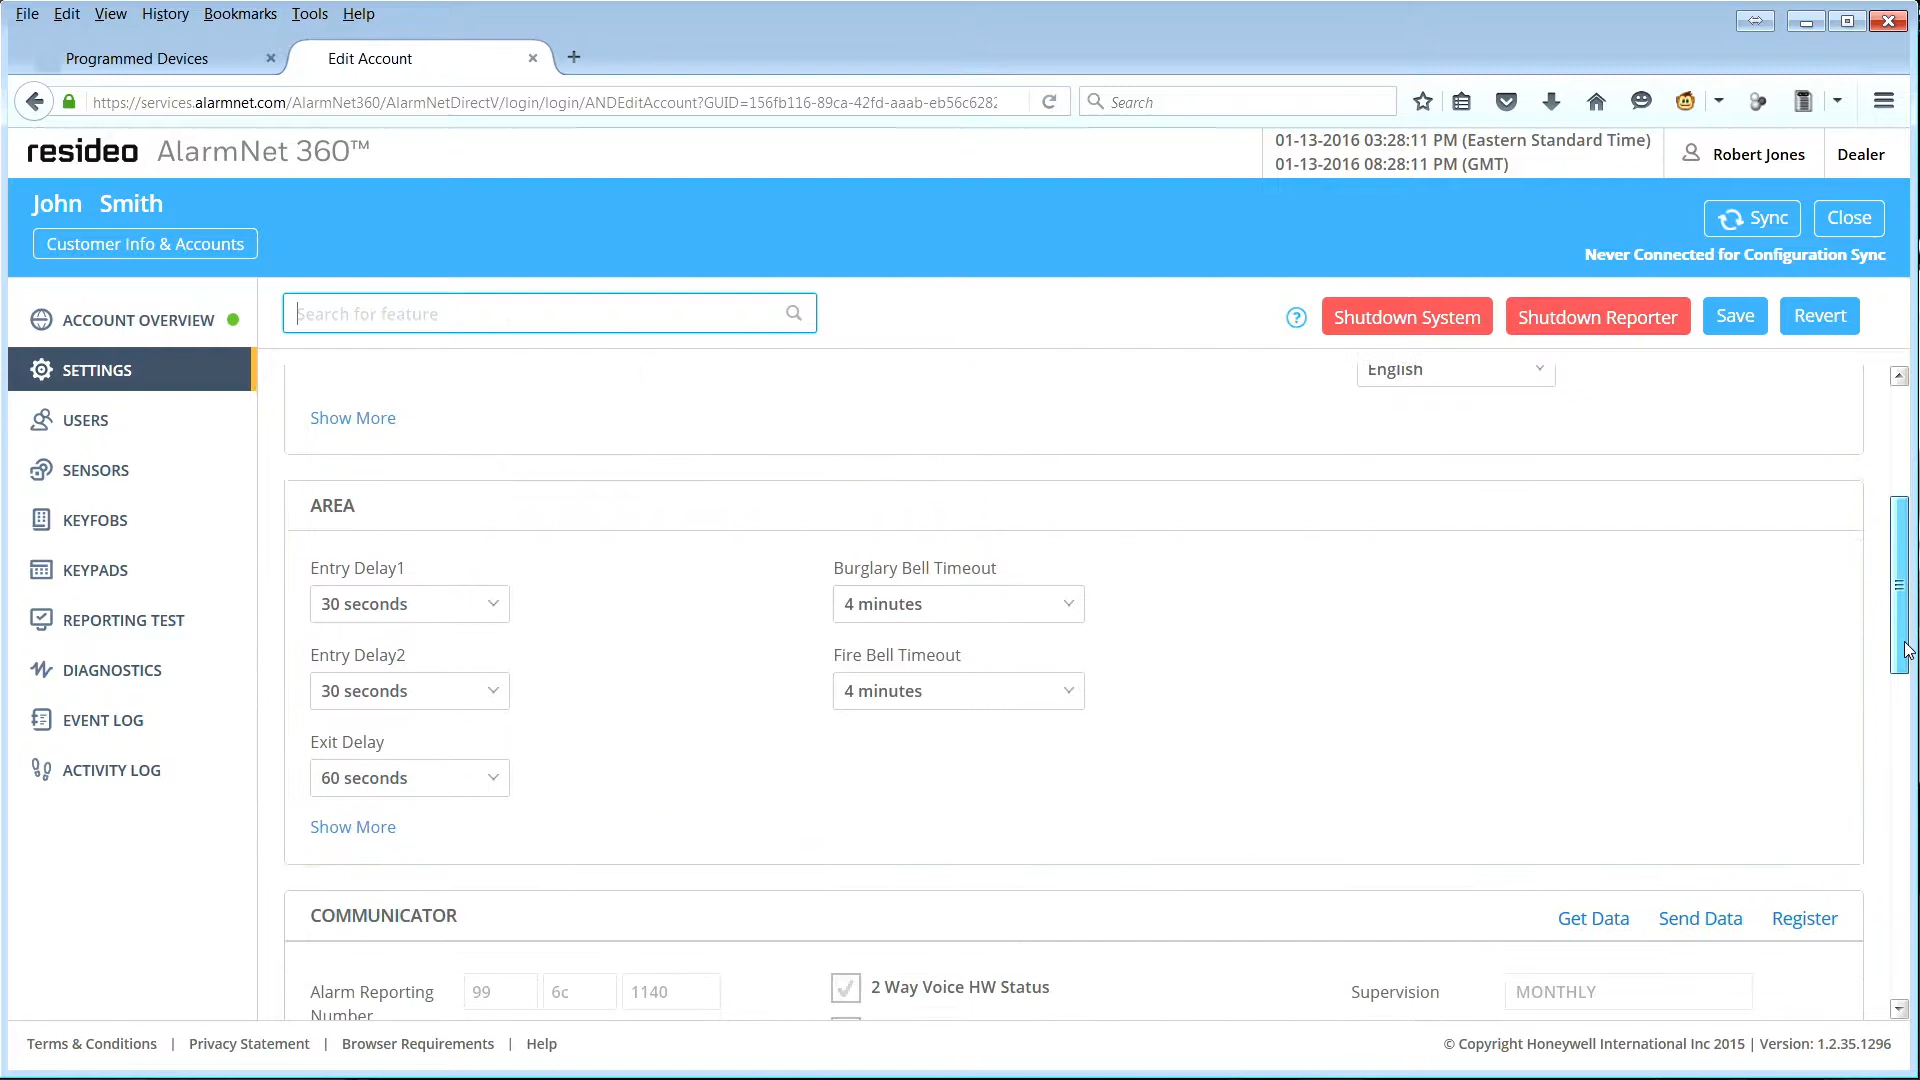 File Edit View History Bookmarks Tools Help
Programmed Devices
Edit Account
https://services.alarmnet.com/AlarmNet360/AlarmNetDirectV/login/login/ANDEditAccount?GUID=156fb116-89ca-42fd-aaab-eb56c6282
Search
resideo AlarmNet 360™
01-13-2016 03:28:11 PM (Eastern Standard Time)
01-13-2016 08:28:11 PM (GMT)
Robert Jones
Dealer
John Smith
Customer Info & Accounts
Sync
Close
Never Connected for Configuration Sync
ACCOUNT OVERVIEW
SETTINGS
USERS
SENSORS
KEYFOBS
KEYPADS
REPORTING TEST
DIAGNOSTICS
EVENT LOG
ACTIVITY LOG
Search for feature
?
Shutdown System
Shutdown Reporter
Save
Revert
English
Show More
AREA
Entry Delay1
30 seconds
Burglary Bell Timeout
4 minutes
Entry Delay2
30 seconds
Fire Bell Timeout
4 minutes
Exit Delay
60 seconds
Show More
COMMUNICATOR
Get Data
Send Data
Register
Alarm Reporting
Number
99
6c
1140
2 Way Voice HW Status
Supervision
MONTHLY
Terms & Conditions | Privacy Statement | Browser Requirements | Help
© Copyright Honeywell International Inc 2015 | Version: 1.2.35.1296